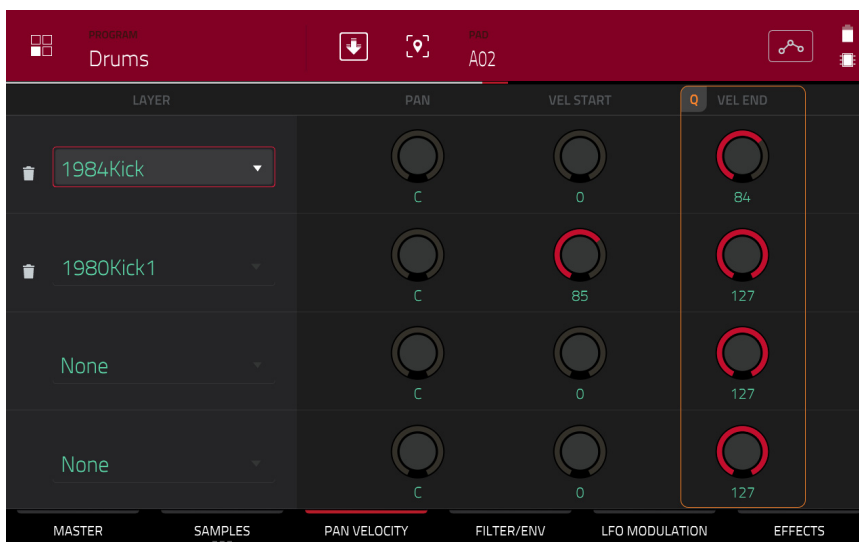 PROGRAM
Drums
PAD
A02
LAYER PAN VEL START Q VEL END
1984Kick C 0 84
1980Kick1 C 85 127
None C 0 127
None C 0 127
MASTER SAMPLES PAN VELOCITY FILTER/ENV LFO MODULATION EFFECTS